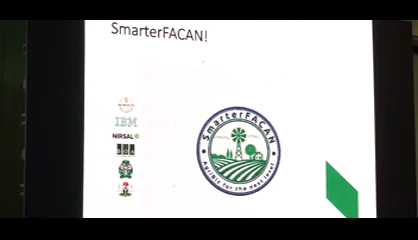 SmarterFACAN!
IBM
NIRSAL
SmarterFACAN
AgriBiz for the next level